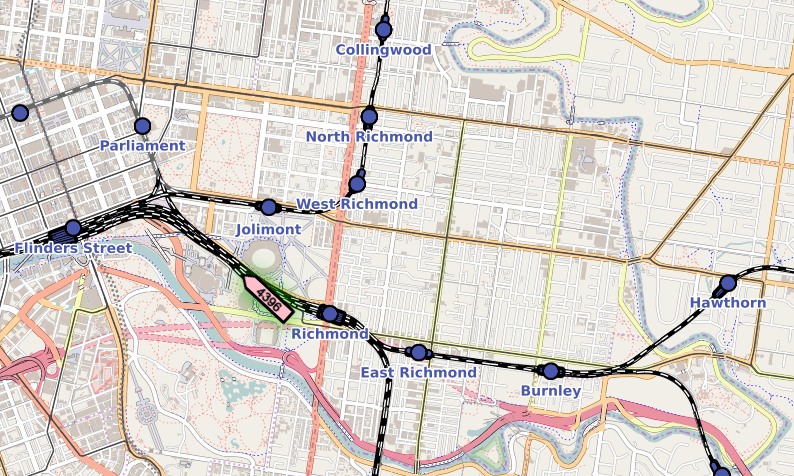 Collingwood
North Richmond
Parliament
West Richmond
Jolimont
Flinders Street
4396
Hawthorn
Richmond
East Richmond
Burnley